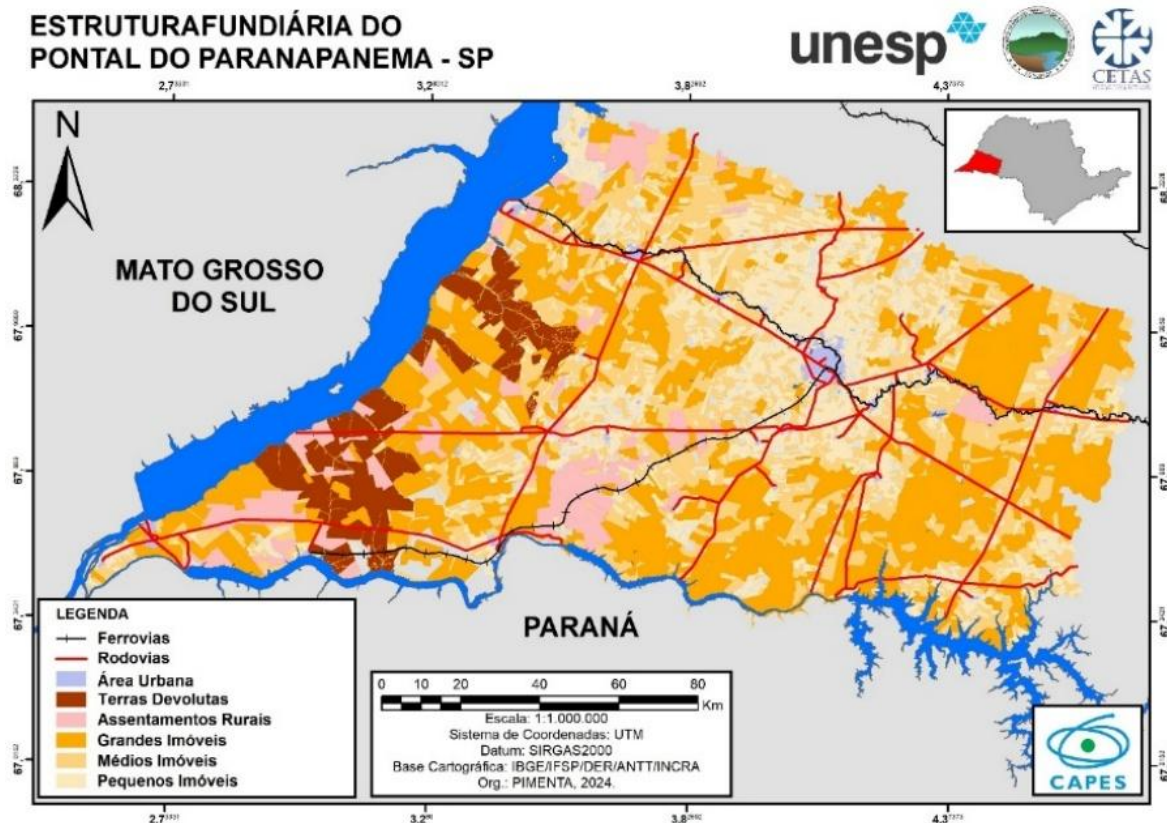 ESTRUTURAFUNDIÁRIA DO
PONTAL DO PARANAPANEMA - SP
unesp
CETAS
N
MATO GROSSO
DO SUL
PARANÁ
LEGENDA
Ferrovias
Rodovias
Área Urbana
Terras Devolutas
Assentamentos Rurais
Grandes Imóveis
Médios Imóveis
Pequenos Imóveis
0 10 20 40 60 80
Km
Escala: 1:1.000.000
Sistema de Coordenadas: UTM
Datum: SIRGAS2000
Base Cartográfica: IBGE/IFSP/DER/ANTT/INCRA
Org.: PIMENTA, 2024.
CAPES